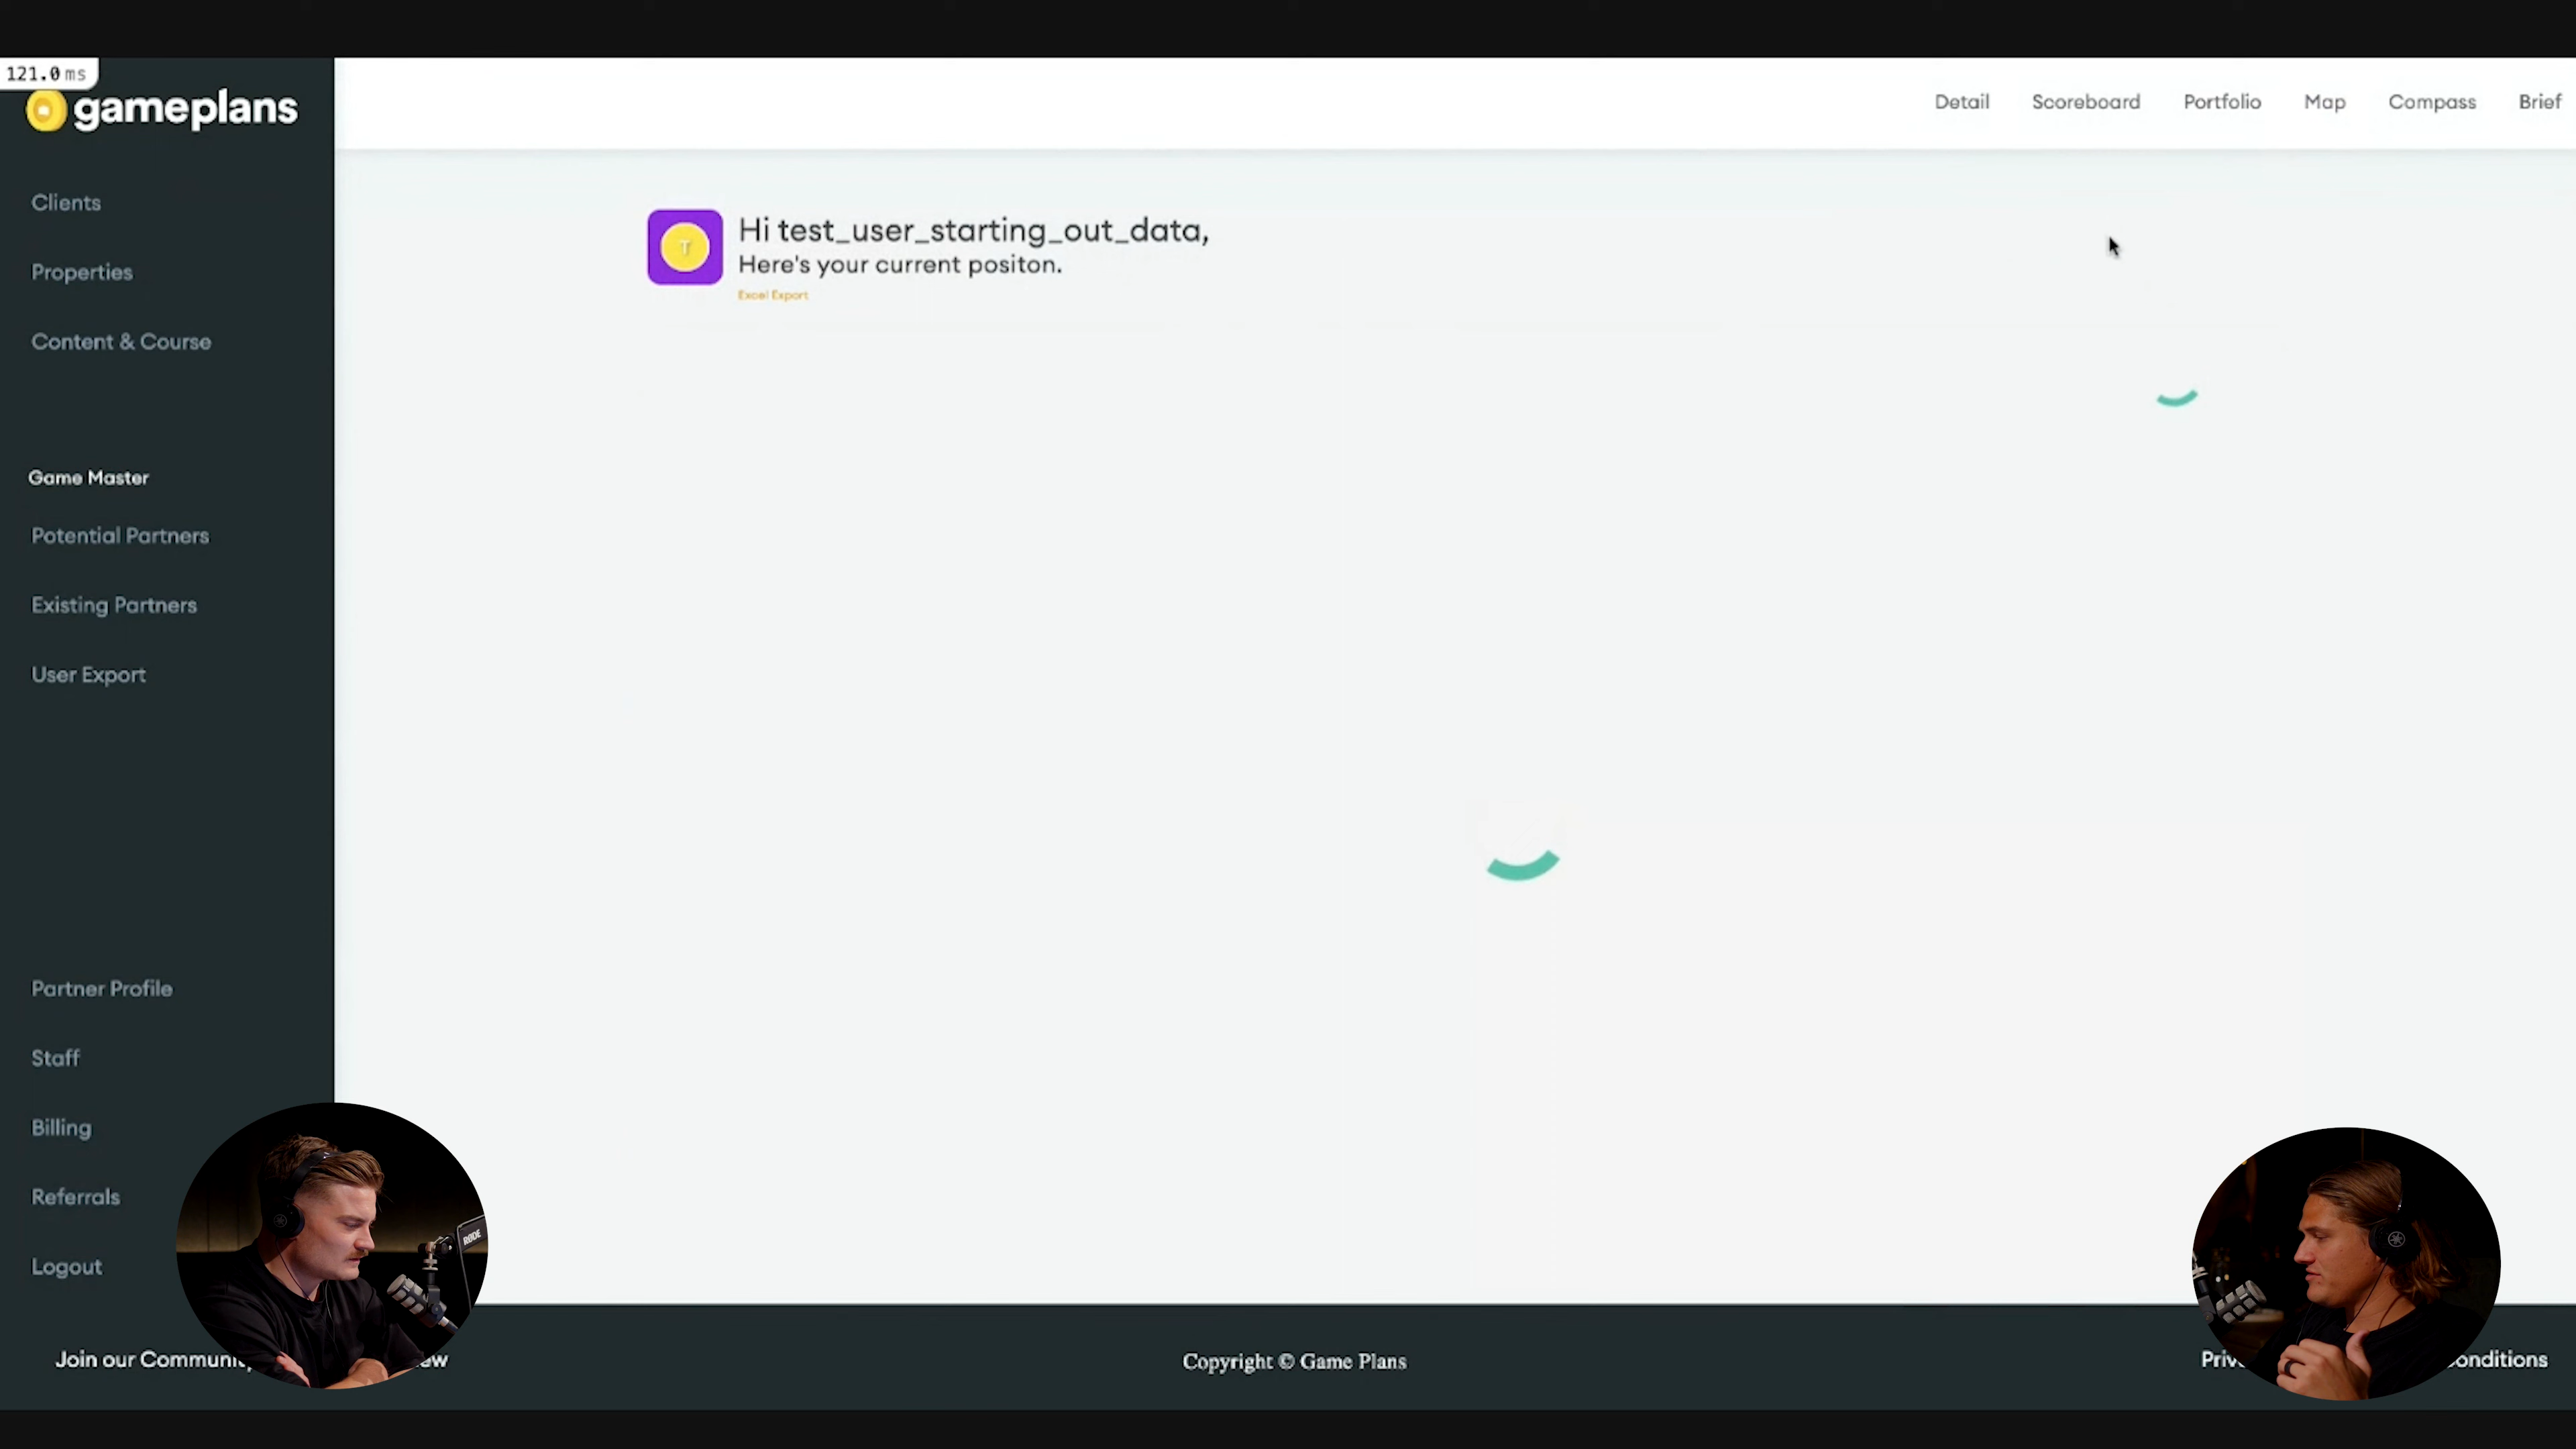 121.0 ms
gameplans
Detail Scoreboard Portfolio Map Compass Brief
Clients
Properties
Content & Course
Game Master
Potential Partners
Existing Partners
User Export
Partner Profile
Staff
Billing
Referrals
Logout
T
Hi test_user_starting_out_data,
Here's your current positon.
Excel Export
RØDE
Join our Community
Copyright © Game Plans